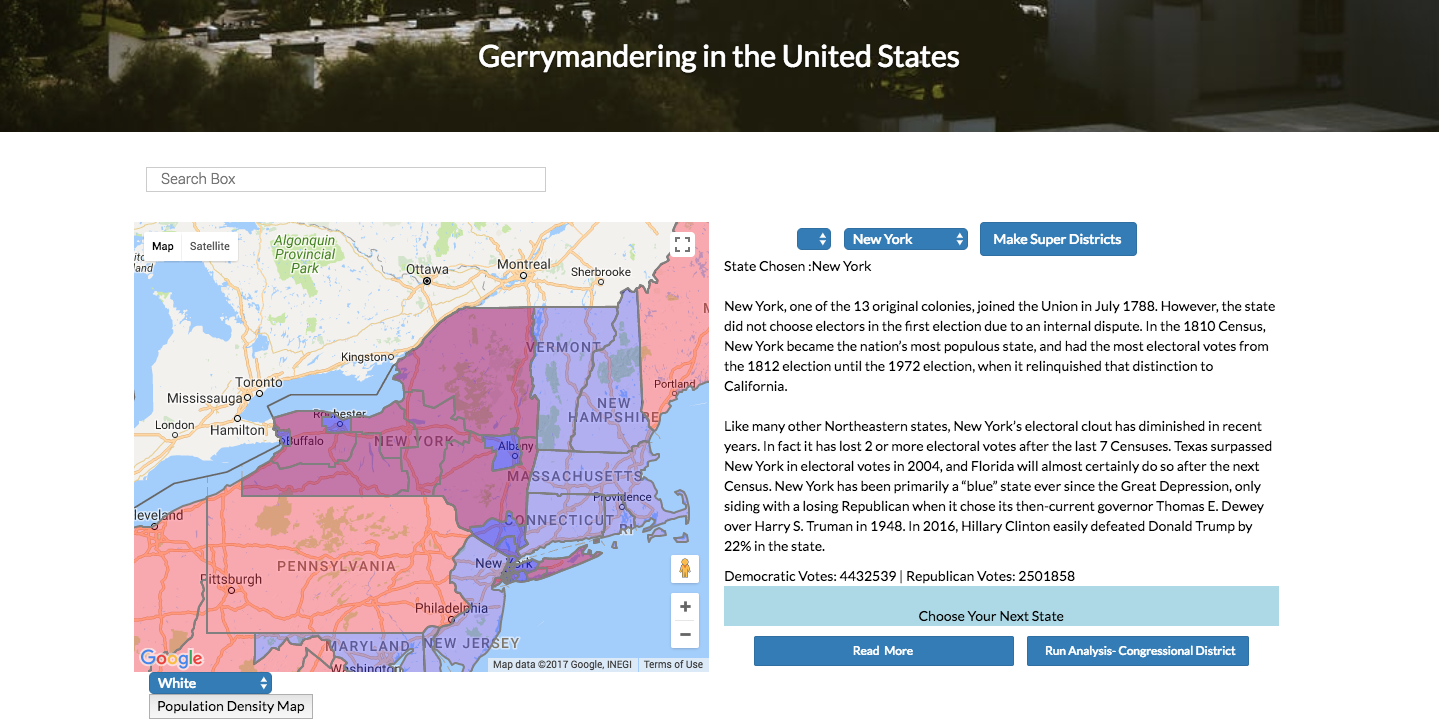 Gerrymandering in the United States
Search Box
Map
Satellite
Algonquin
Provincial
Park
Ottawa
Montreal
Sherbrooke
Kingston
VERMONT
Toronto
Mississauga
Portland
London
Hamilton
Rochester
NEW
HAMPSHIRE
Buffalo
NEW YORK
Albany
MASSACHUSETTS
Providence
CONNECTICUT
RI
leveland
PENNSYLVANIA
New York
Pittsburgh
Philadelphia
MARYLAND
NEW JERSEY
Washington
Google
Map data ©2017 Google, INEGI
Terms of Use
White
Population Density Map
New York
Make Super Districts
State Chosen :New York
New York, one of the 13 original colonies, joined the Union in July 1788. However, the state
did not choose electors in the first election due to an internal dispute. In the 1810 Census,
New York became the nation's most populous state, and had the most electoral votes from
the 1812 election until the 1972 election, when it relinquished that distinction to
California.
Like many other Northeastern states, New York's electoral clout has diminished in recent
years. In fact it has lost 2 or more electoral votes after the last 7 Censuses. Texas surpassed
New York in electoral votes in 2004, and Florida will almost certainly do so after the next
Census. New York has been primarily a “blue” state ever since the Great Depression, only
siding with a losing Republican when it chose its then-current governor Thomas E. Dewey
over Harry S. Truman in 1948. In 2016, Hillary Clinton easily defeated Donald Trump by
22% in the state.
Democratic Votes: 4432539 | Republican Votes: 2501858
Choose Your Next State
Read More
Run Analysis- Congressional District